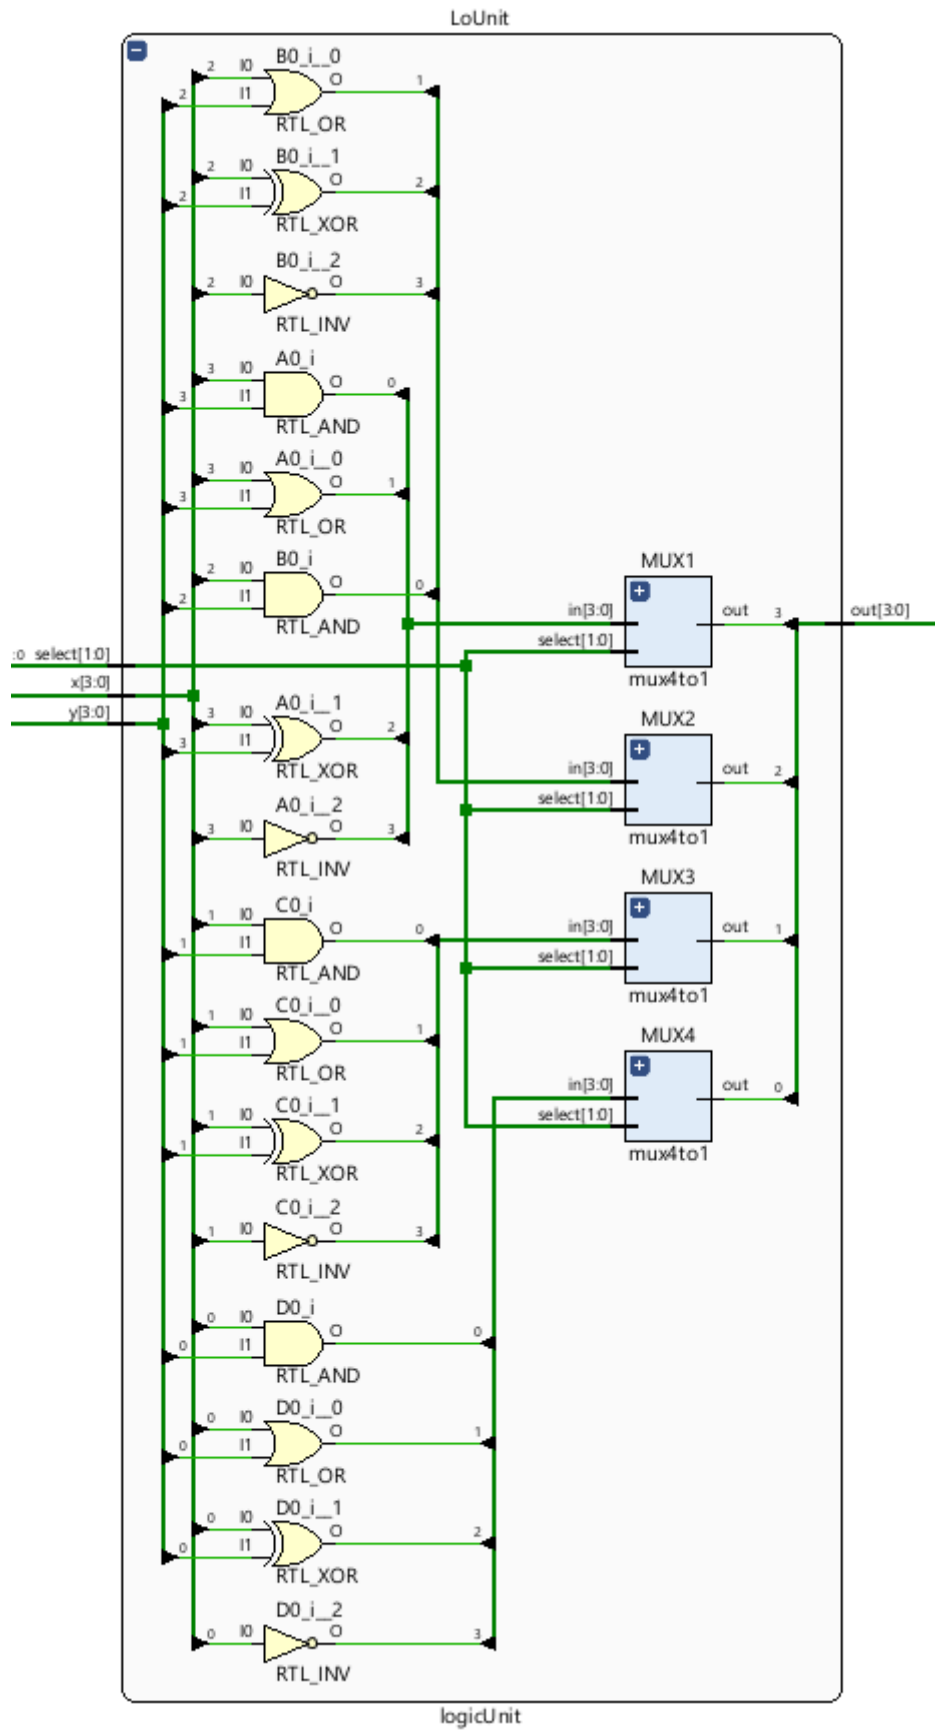 LoUnit
B0_i__0
2 I0 O 1
2 I1
RTL_OR
B0_i__1
2 I0 O 2
2 I1
RTL_XOR
B0_i__2
2 I0 O 3
RTL_INV
A0_i
3 I0 O 0
3 I1
RTL_AND
A0_i__0
3 I0 O 1
3 I1
RTL_OR
B0_i
2 I0 O 0
2 I1
RTL_AND
MUX1
in[3:0] out 3 out[3:0]
select[1:0]
mux4to1
:0 select[1:0]
x[3:0]
y[3:0]
A0_i__1
3 I0 O 2
3 I1
RTL_XOR
MUX2
in[3:0] out 2
select[1:0]
mux4to1
A0_i__2
3 I0 O 3
RTL_INV
MUX3
in[3:0] out 1
select[1:0]
mux4to1
C0_i
1 I0 O 0
1 I1
RTL_AND
C0_i__0
1 I0 O 1
1 I1
RTL_OR
MUX4
in[3:0] out 0
select[1:0]
mux4to1
C0_i__1
1 I0 O 2
1 I1
RTL_XOR
C0_i__2
1 I0 O 3
RTL_INV
D0_i
0 I0 O 0
0 I1
RTL_AND
D0_i__0
0 I0 O 1
0 I1
RTL_OR
D0_i__1
0 I0 O 2
0 I1
RTL_XOR
D0_i__2
0 I0 O 3
RTL_INV
logicUnit